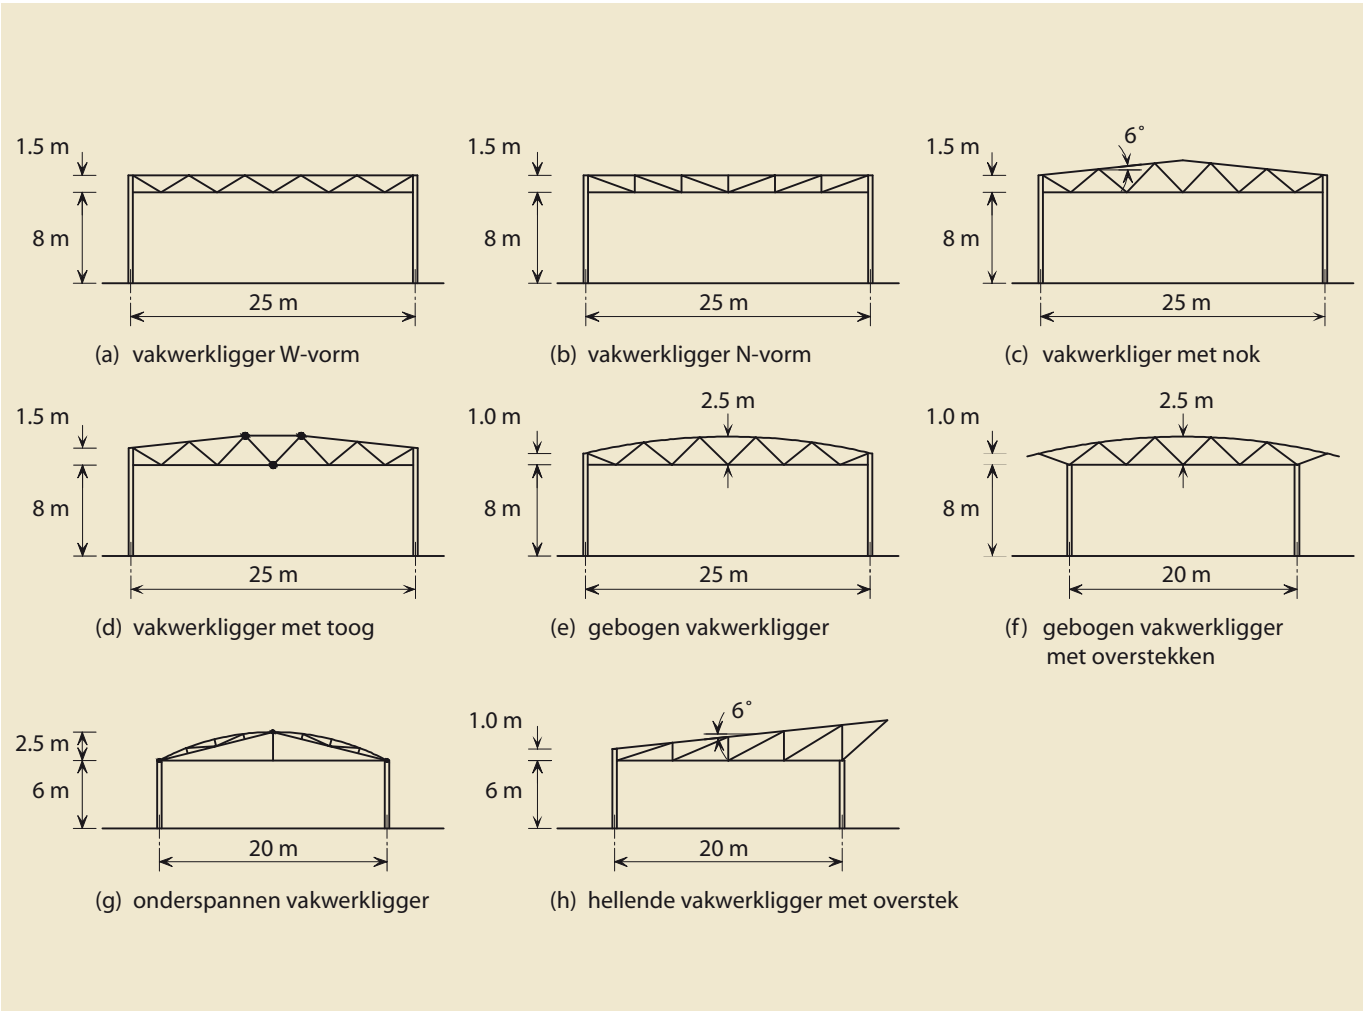 1.5 m
8 m
25 m
(a) vakwerkligger W-vorm
1.5 m
8 m
25 m
(b) vakwerkligger N-vorm
6°
1.5 m
8 m
25 m
(c) vakwerkliger met nok
1.5 m
8 m
25 m
(d) vakwerkligger met toog
2.5 m
1.0 m
8 m
25 m
(e) gebogen vakwerkligger
2.5 m
1.0 m
8 m
20 m
(f) gebogen vakwerkligger
met overstekken
2.5 m
6 m
20 m
(g) onderspannen vakwerkligger
6°
1.0 m
6 m
20 m
(h) hellende vakwerkligger met overstek